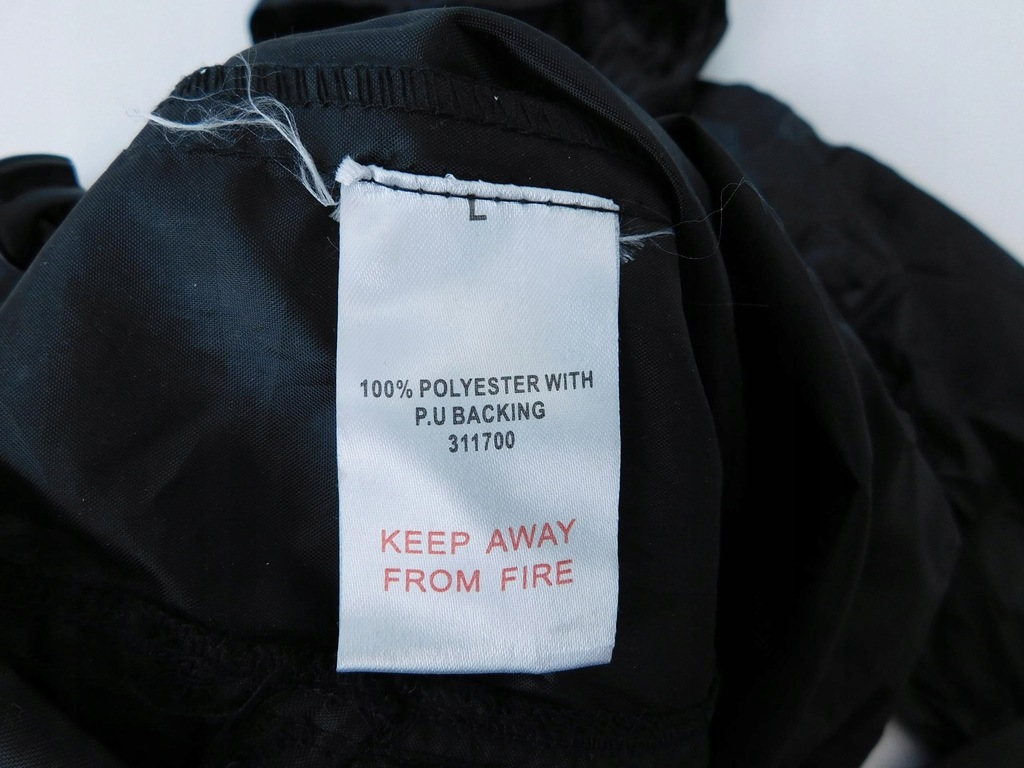 L
100% POLYESTER WITH
P.U BACKING
311700
KEEP AWAY
FROM FIRE